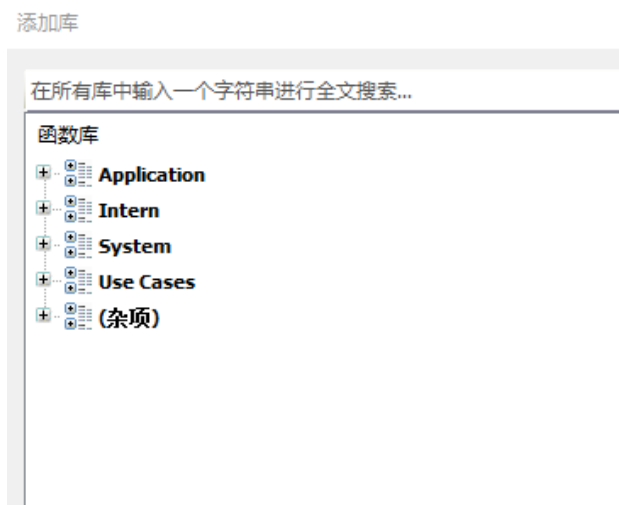 添加库
在所有库中输入一个字符串进行全文搜索...
函数库
Application
Intern
System
Use Cases
(杂项)